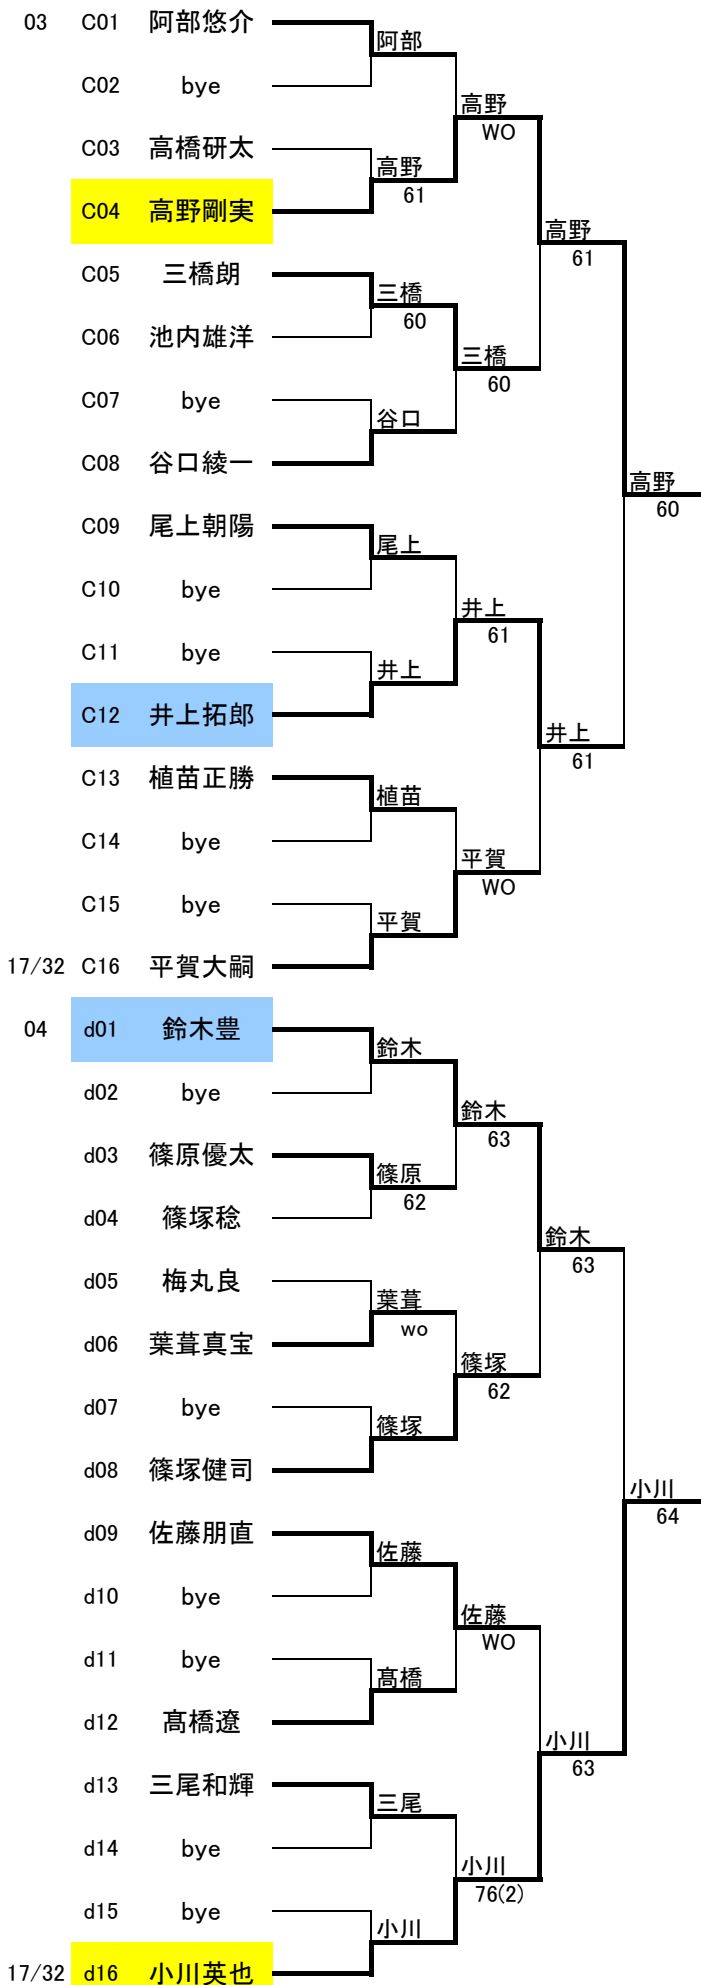 03 C01 阿部悠介
阿部
C02 bye
高野
WO
C03 高橋研太
高野
61
C04 高野剛実
高野
61
C05 三橋朗
三橋
60
C06 池内雄洋
三橋
60
C07 bye
谷口
C08 谷口綾一
高野
60
C09 尾上朝陽
尾上
C10 bye
井上
61
C11 bye
井上
C12 井上拓郎
井上
61
C13 植苗正勝
植苗
C14 bye
平賀
WO
C15 bye
平賀
17/32 C16 平賀大嗣
04 d01 鈴木豊
鈴木
d02 bye
鈴木
63
d03 篠原優太
篠原
62
d04 篠塚稔
鈴木
63
d05 梅丸良
葉葺
wo
d06 葉葺真宝
篠塚
62
d07 bye
篠塚
d08 篠塚健司
小川
64
d09 佐藤朋直
佐藤
d10 bye
佐藤
WO
d11 bye
髙橋
d12 髙橋遼
小川
63
d13 三尾和輝
三尾
d14 bye
小川
76(2)
d15 bye
小川
17/32 d16 小川英也